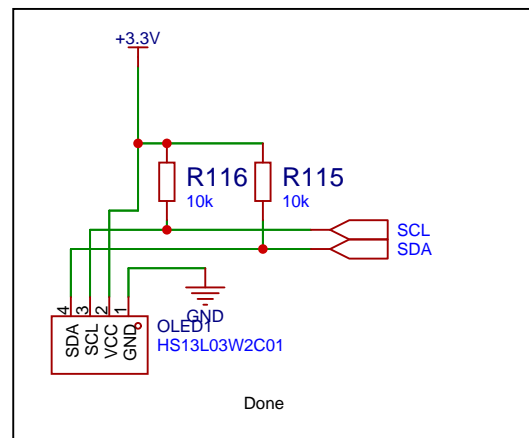 +3.3V
R116
10k
R115
10k
SCL
SDA
GND
4
3
2
1
SDA
SCL
VCC
GND
OLED1
HS13L03W2C01
Done